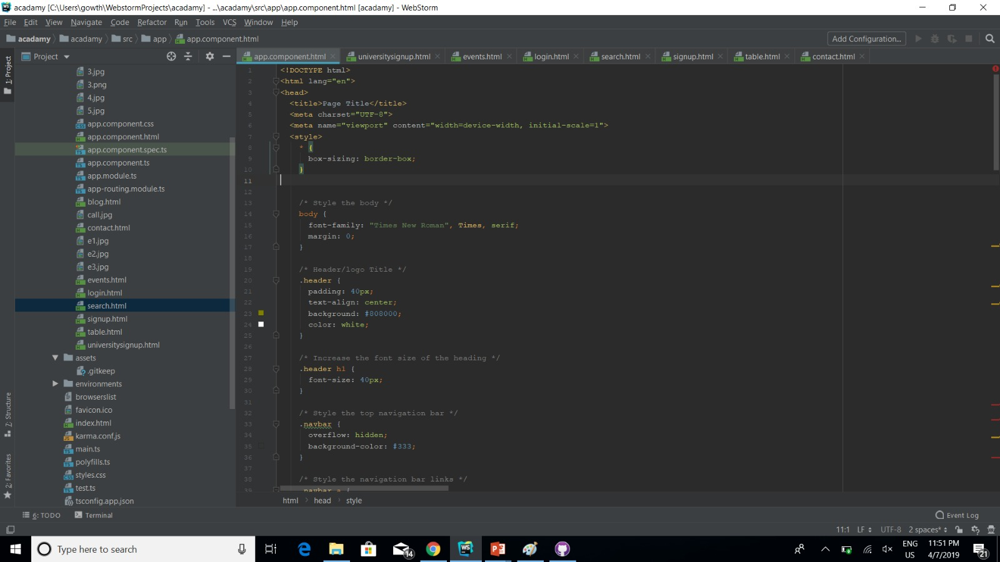 acadamy [C:\Users\gowth\WebstormProjects\acadamy] - ...\acadamy\src\app\app.component.html [acadamy] - WebStorm
File Edit View Navigate Code Refactor Run Tools VCS Window Help
acadamy acadamy src app app.component.html Add Configuration...
Project
app.component.html universitysignup.html events.html login.html search.html signup.html table.html contact.html
1: Project
Z: Structure
2: Favorites
3.jpg
3.png
4.jpg
5.jpg
app.component.css
app.component.html
app.component.spec.ts
app.component.ts
app.module.ts
app-routing.module.ts
blog.html
call.jpg
contact.html
e1.jpg
e2.jpg
e3.jpg
events.html
login.html
search.html
signup.html
table.html
universitysignup.html
assets
.gitkeep
environments
browserslist
favicon.ico
index.html
karma.conf.js
main.ts
polyfills.ts
styles.css
test.ts
tsconfig.app.json
1 <!DOCTYPE html>
2 <html lang="en">
3 <head>
4 <title>Page Title</title>
5 <meta charset="UTF-8">
6 <meta name="viewport" content="width=device-width, initial-scale=1">
7 <style>
8 * {
9 box-sizing: border-box;
10 }
11
12
13 /* Style the body */
14 body {
15 font-family: "Times New Roman", Times, serif;
16 margin: 0;
17 }
18
19 /* Header/logo Title */
20 .header {
21 padding: 40px;
22 text-align: center;
23 background: #808000;
24 color: white;
25 }
26
27 /* Increase the font size of the heading */
28 .header h1 {
29 font-size: 40px;
30 }
31
32 /* Style the top navigation bar */
33 .navbar {
34 overflow: hidden;
35 background-color: #333;
36 }
37
38 /* Style the navigation bar links */
39 .navbar a {
html head style
6: TODO Terminal Event Log
11:1 LF UTF-8 2 spaces*
Type here to search
14
WS
ENG
US
11:51 PM
4/7/2019
21